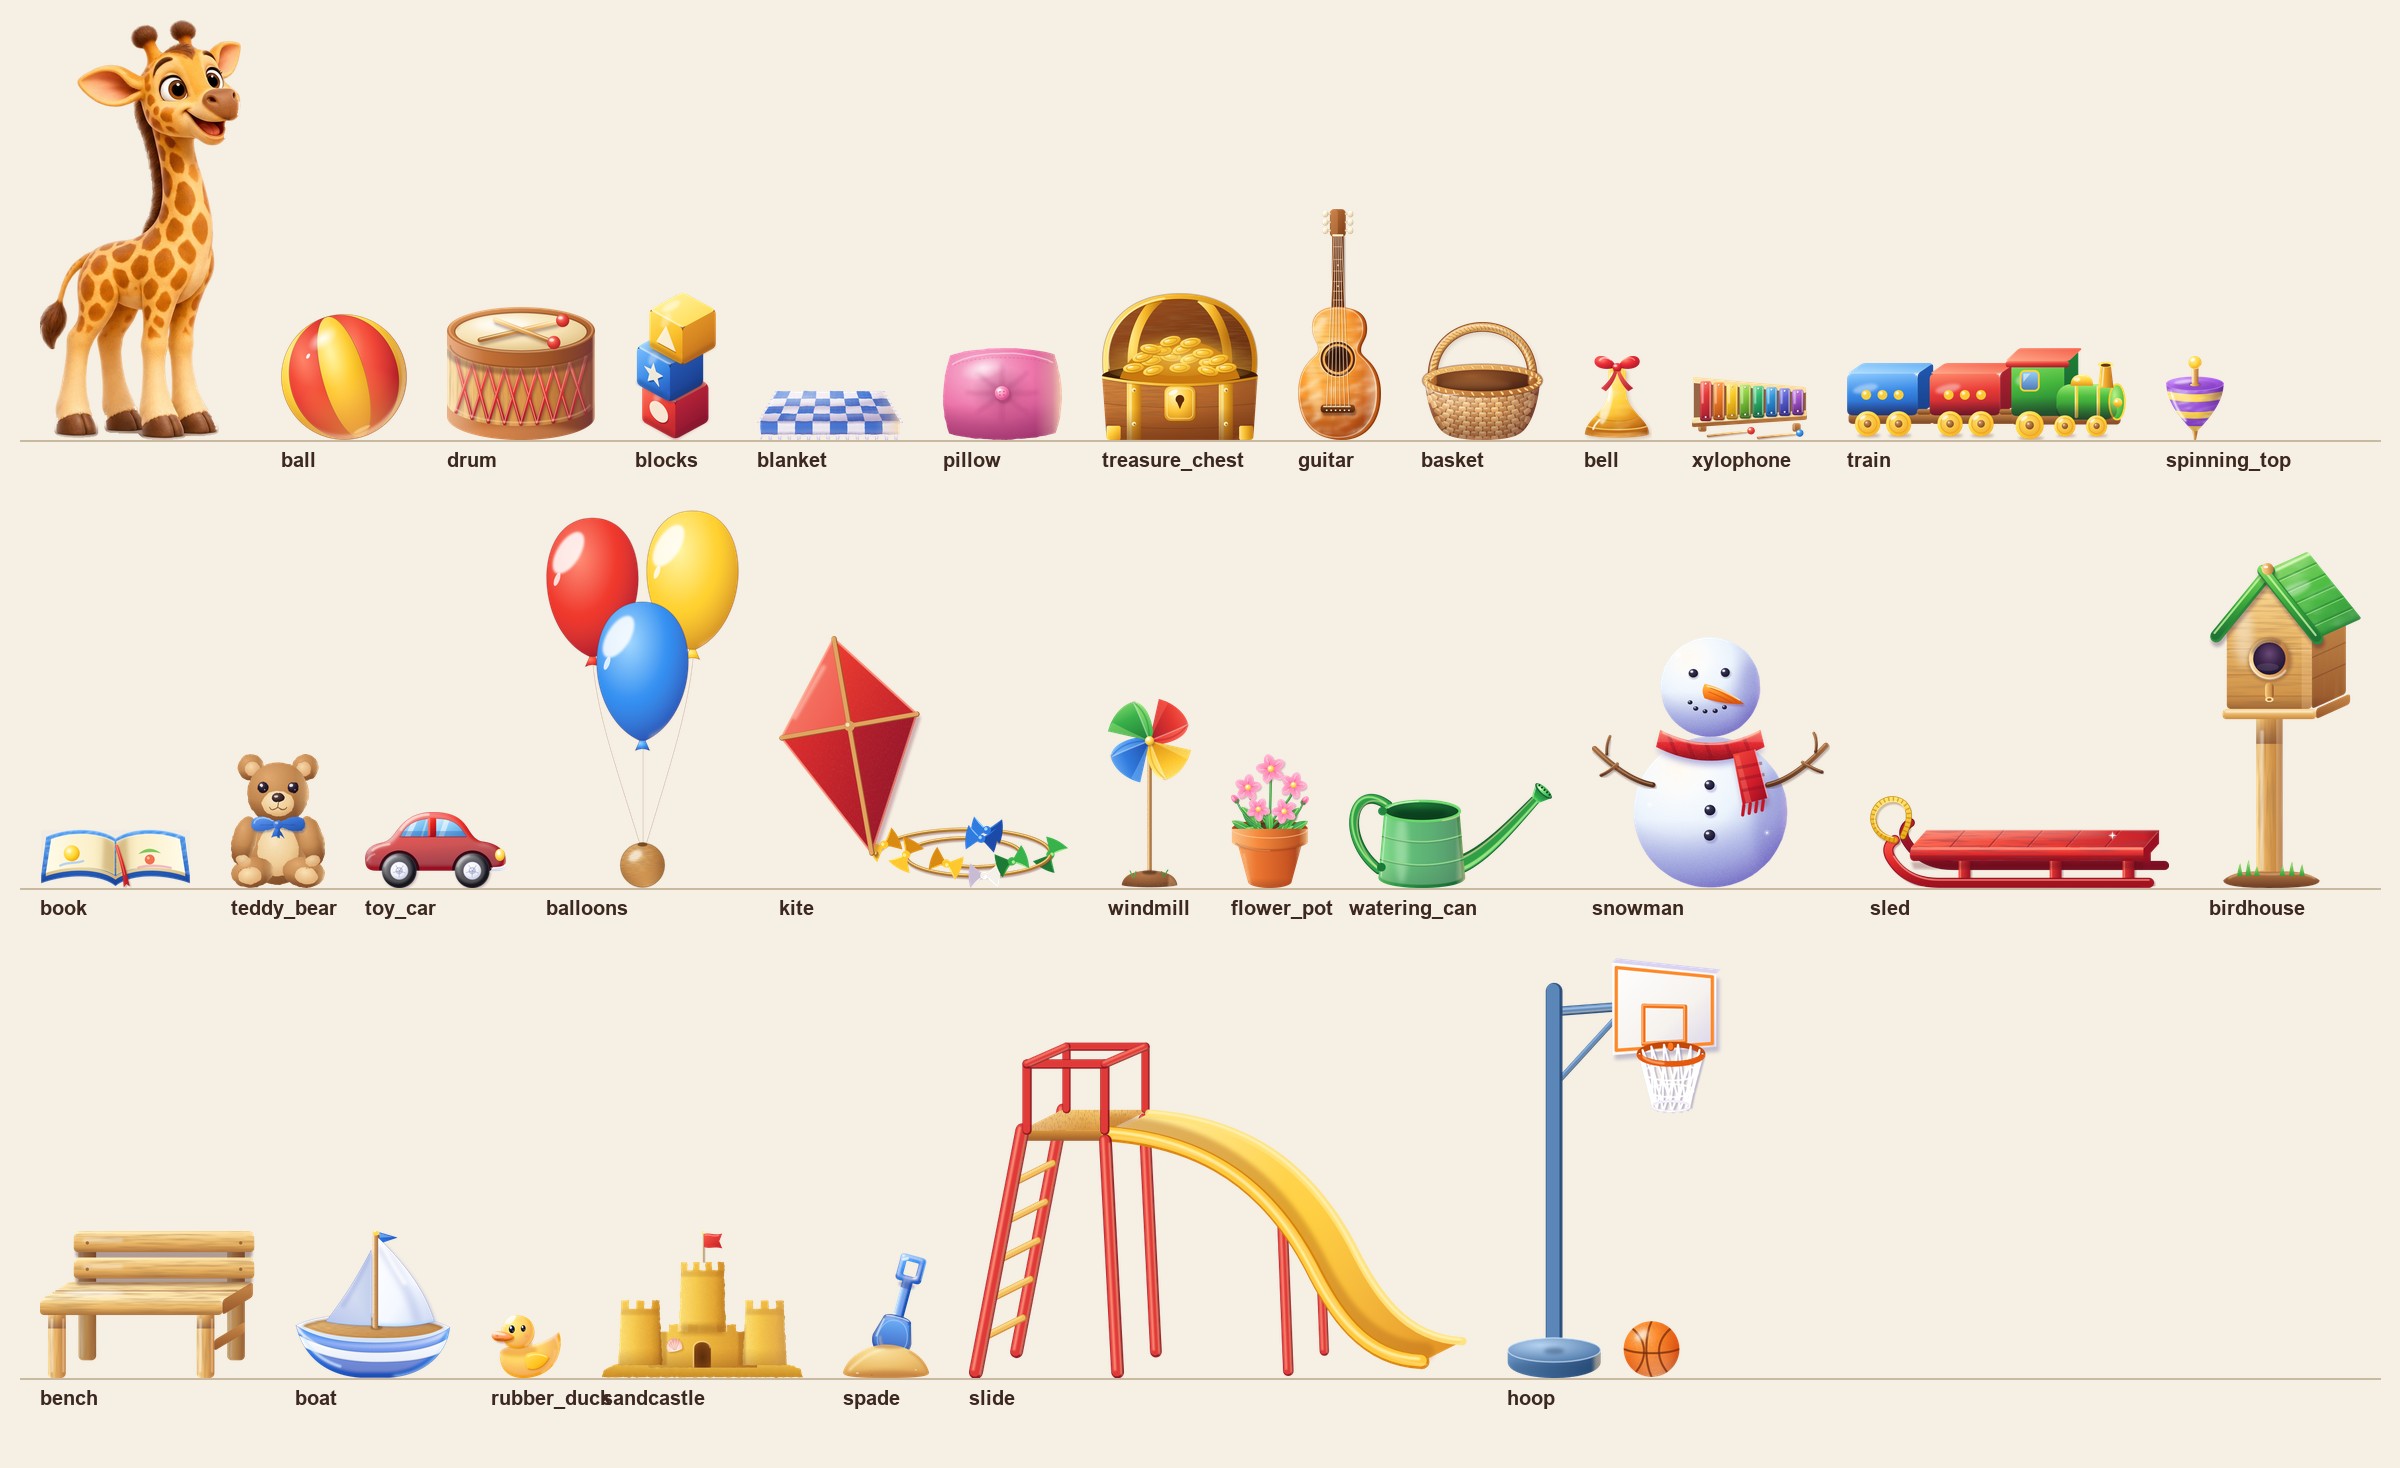 ball drum blocks blanket pillow treasure_chest guitar basket bell xylophone train spinning_top
book teddy_bear toy_car balloons kite windmill flower_pot watering_can snowman sled birdhouse
bench boat rubber_duck sandcastle spade slide hoop